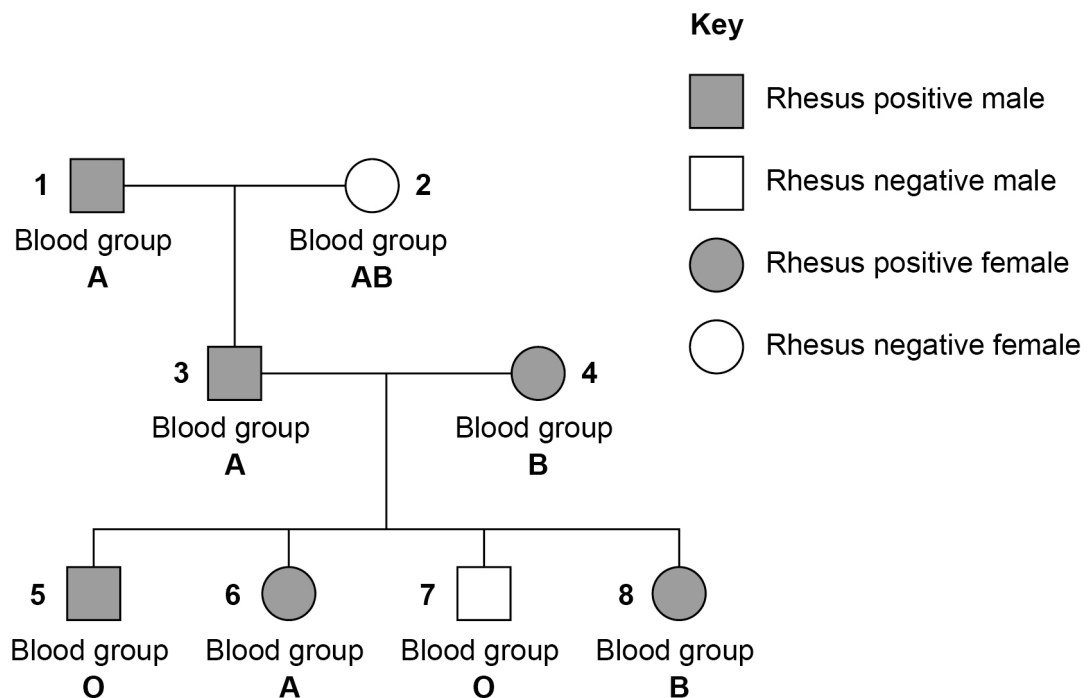 Key
Rhesus positive male
Rhesus negative male
Rhesus positive female
Rhesus negative female
1
2
Blood group
A
Blood group
AB
3
4
Blood group
A
Blood group
B
5
6
7
8
Blood group
O
Blood group
A
Blood group
O
Blood group
B